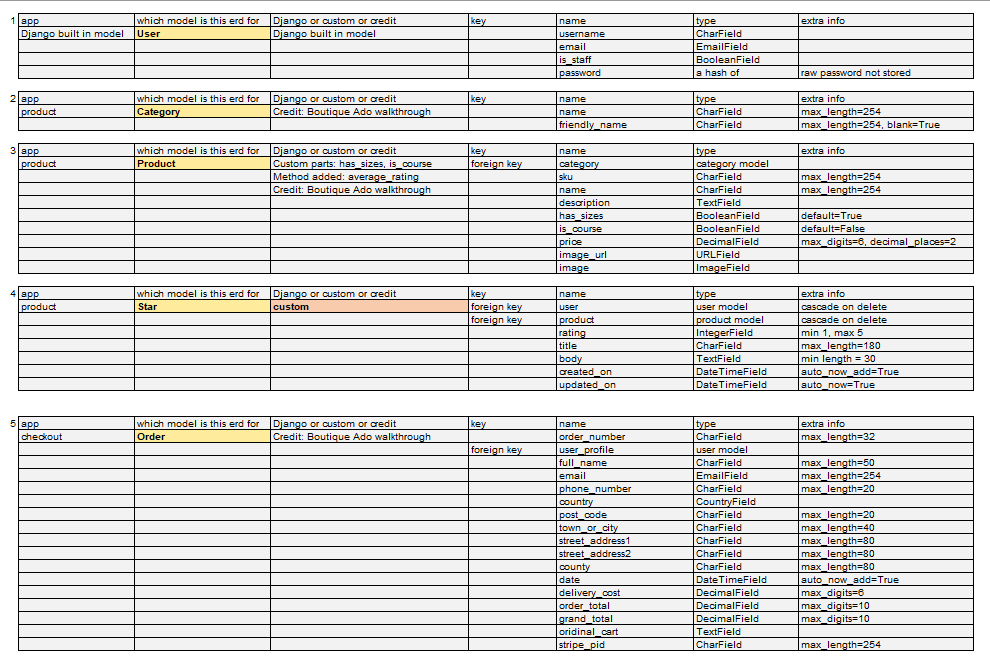 1 app which model is this erd for Django or custom or credit key name type extra info
Django built in model User Django built in model username CharField
email EmailField
is_staff BooleanField
password a hash of raw password not stored
2 app which model is this erd for Django or custom or credit key name type extra info
product Category Credit: Boutique Ado walkthrough name CharField max_length=254
friendly_name CharField max_length=254, blank=True
3 app which model is this erd for Django or custom or credit key name type extra info
product Product Custom parts: has_sizes, is_course foreign key category category model
Method added: average_rating sku CharField max_length=254
Credit: Boutique Ado walkthrough name CharField max_length=254
description TextField
has_sizes BooleanField default=True
is_course BooleanField default=False
price DecimalField max_digits=6, decimal_places=2
image_url URLField
image ImageField
4 app which model is this erd for Django or custom or credit key name type extra info
product Star custom foreign key user user model cascade on delete
foreign key product product model cascade on delete
rating IntegerField min 1, max 5
title CharField max_length=180
body TextField min length = 30
created_on DateTimeField auto_now_add=True
updated_on DateTimeField auto_now=True
5 app which model is this erd for Django or custom or credit key name type extra info
checkout Order Credit: Boutique Ado walkthrough order_number CharField max_length=32
foreign key user_profile user model
full_name CharField max_length=50
email EmailField max_length=254
phone_number CharField max_length=20
country CountryField
post_code CharField max_length=20
town_or_city CharField max_length=40
street_address1 CharField max_length=80
street_address2 CharField max_length=80
county CharField max_length=80
date DateTimeField auto_now_add=True
delivery_cost DecimalField max_digits=6
order_total DecimalField max_digits=10
grand_total DecimalField max_digits=10
oridinal_cart TextField
stripe_pid CharField max_length=254